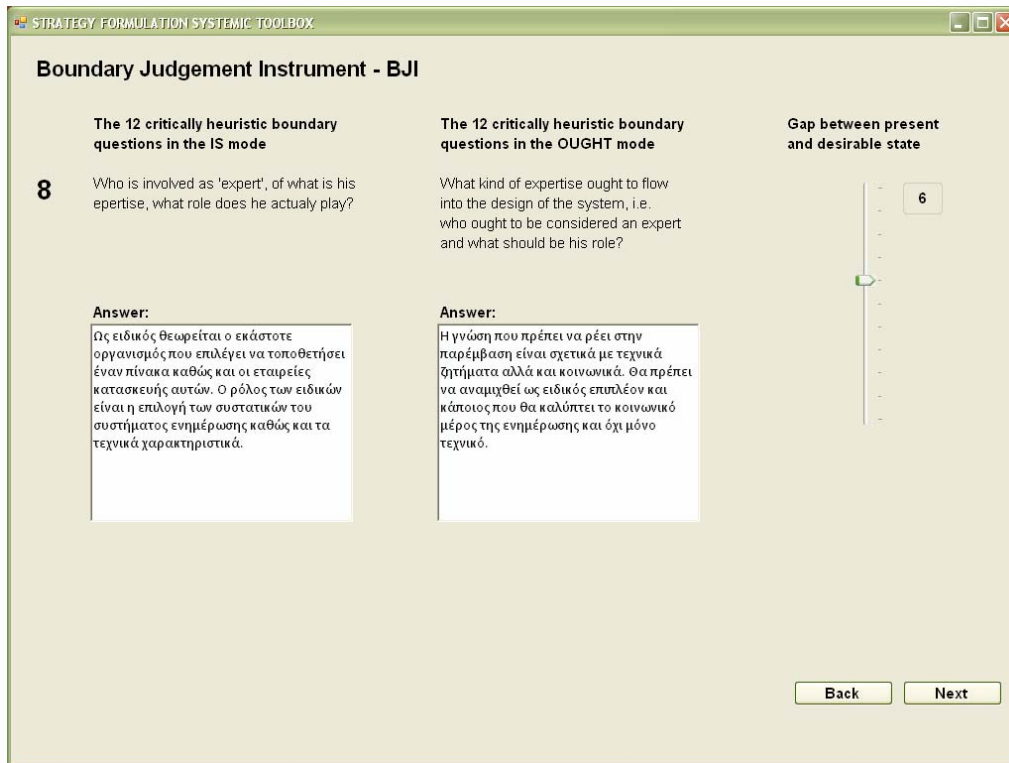 STRATEGY FORMULATION SYSTEMIC TOOLBOX
Boundary Judgement Instrument - BJI
The 12 critically heuristic boundary
questions in the IS mode
The 12 critically heuristic boundary
questions in the OUGHT mode
Gap between present
and desirable state
8
Who is involved as 'expert', of what is his
epertise, what role does he actualy play?
What kind of expertise ought to flow
into the design of the system, i.e.
who ought to be considered an expert
and what should be his role?
6
Answer:
Ως ειδικός θεωρείται ο εκάστοτε
οργανισμός που επιλέγει να τοποθετήσει
έναν πίνακα καθώς και οι εταιρείες
κατασκευής αυτών. Ο ρόλος των ειδικών
είναι η επιλογή των συστατικών του
συστήματος ενημέρωσης καθώς και τα
τεχνικά χαρακτηριστικά.
Answer:
Η γνώση που πρέπει να ρέει στην
παρέμβαση είναι σχετικά με τεχνικά
ζητήματα αλλά και κοινωνικά. Θα πρέπει
να αναμιχθεί ως ειδικός επιπλέον και
κάποιος που θα καλύπτει το κοινωνικό
μέρος της ενημέρωσης και όχι μόνο
τεχνικό.
Back
Next